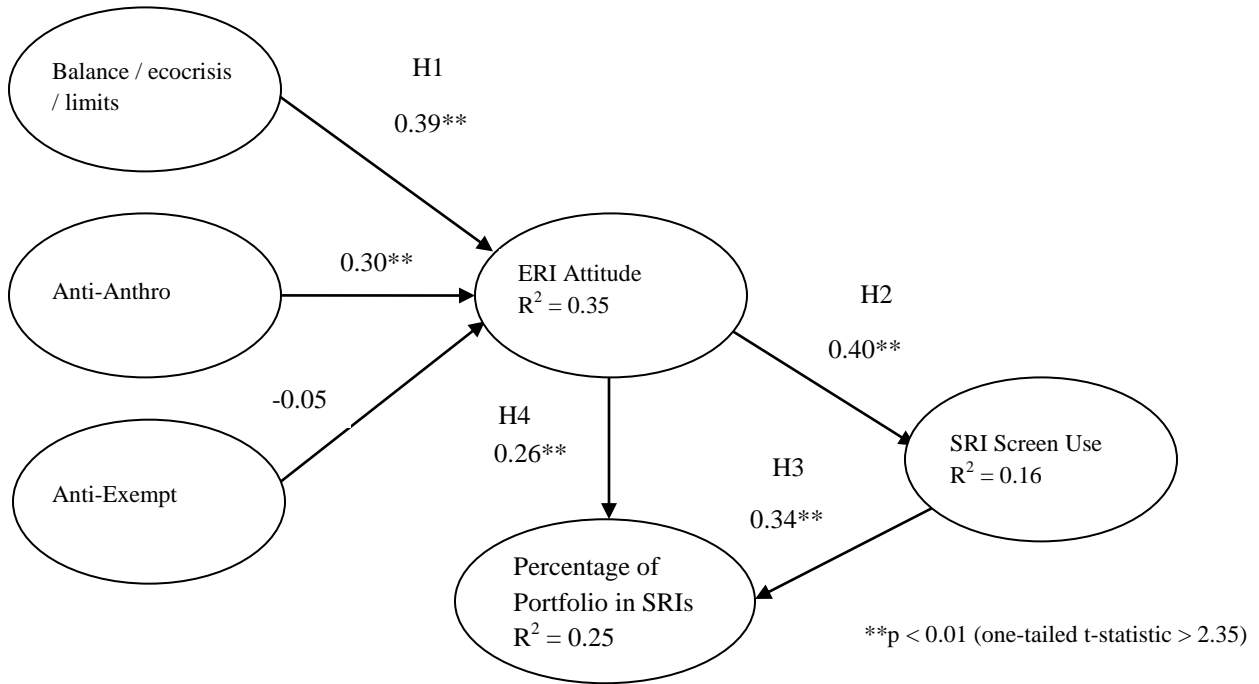 Balance / ecocrisis
/ limits
H1
0.39**
Anti-Anthro
0.30**
ERI Attitude
R² = 0.35
H2
0.40**
Anti-Exempt
-0.05
H4
0.26**
H3
0.34**
SRI Screen Use
R² = 0.16
Percentage of
Portfolio in SRIs
R² = 0.25
**p < 0.01 (one-tailed t-statistic > 2.35)